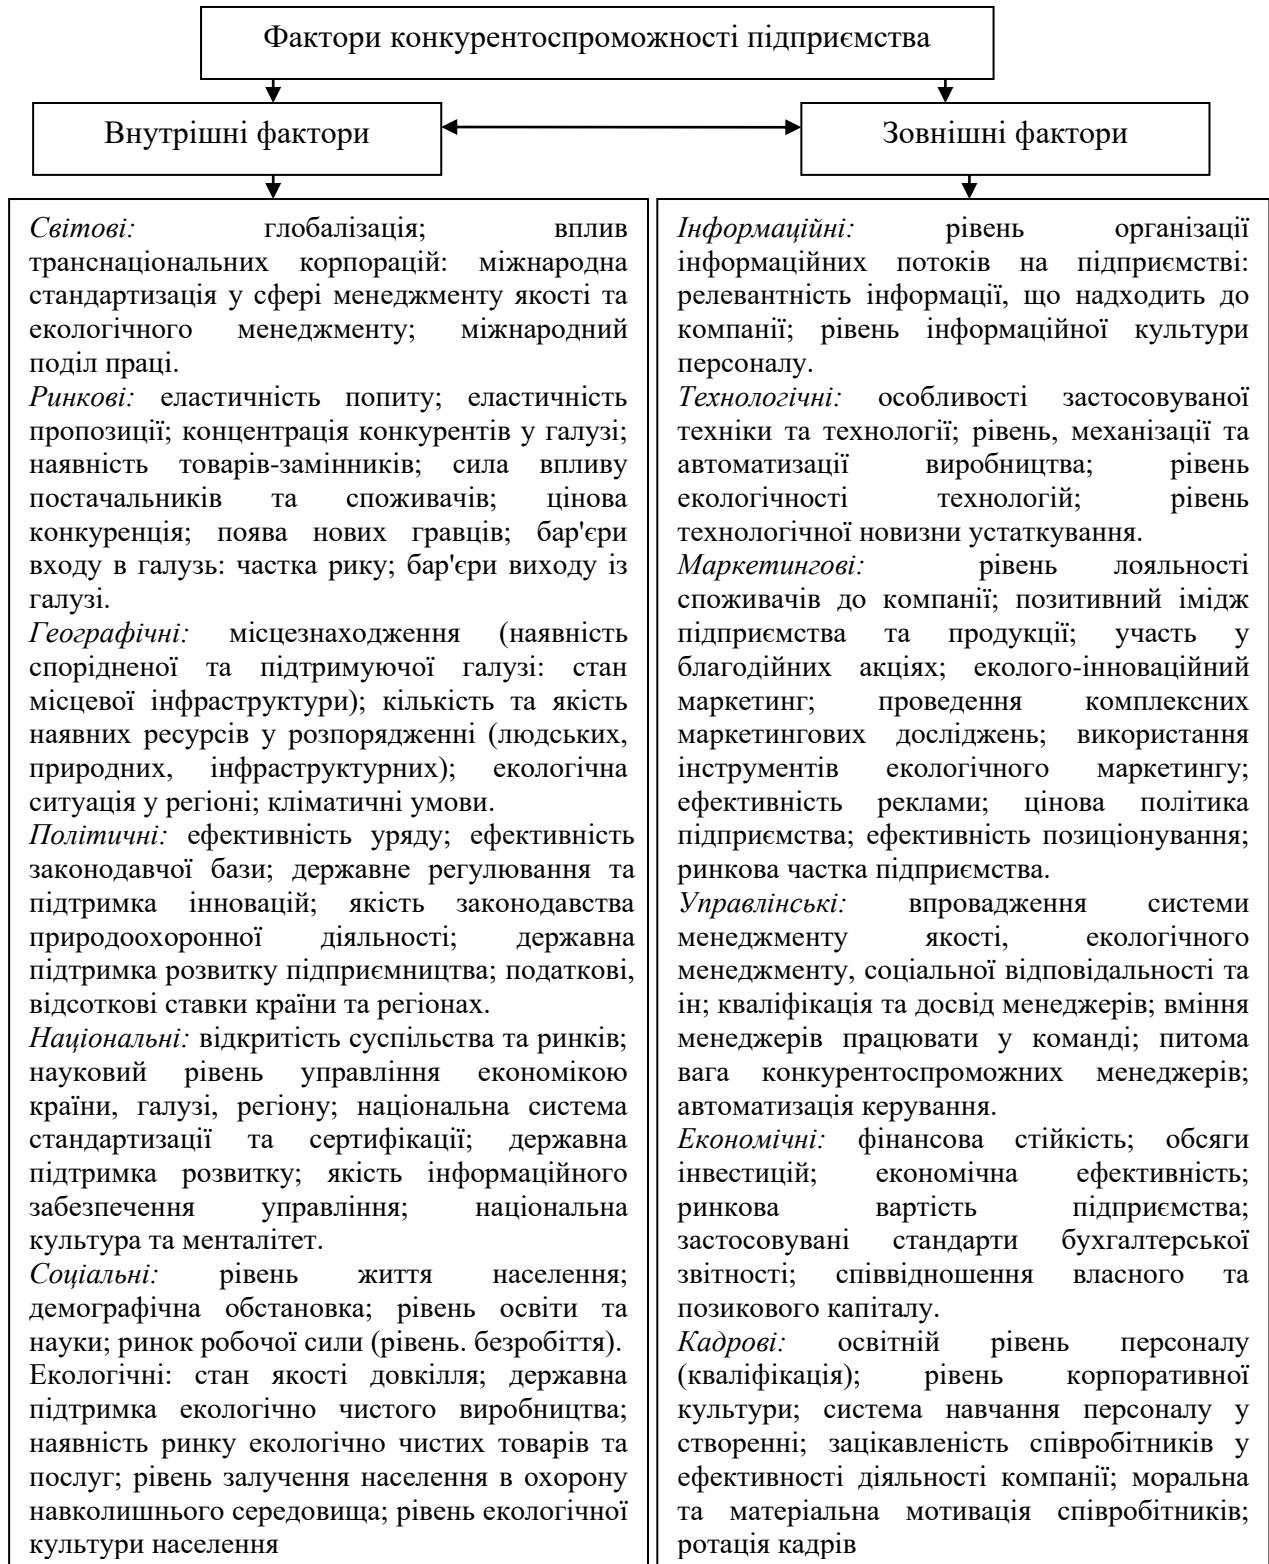 Фактори конкурентоспроможності підприємства
Внутрішні фактори
Зовнішні фактори
Світові: глобалізація; вплив
транснаціональних корпорацій: міжнародна
стандартизація у сфері менеджменту якості та
екологічного менеджменту; міжнародний
поділ праці.
Ринкові: еластичність попиту; еластичність
пропозиції; концентрація конкурентів у галузі;
наявність товарів-замінників; сила впливу
постачальників та споживачів; цінова
конкуренція; поява нових гравців; бар'єри
входу в галузь: частка рику; бар'єри виходу із
галузі.
Географічні: місцезнаходження (наявність
спорідненої та підтримуючої галузі: стан
місцевої інфраструктури); кількість та якість
наявних ресурсів у розпорядженні (людських,
природних, інфраструктурних); екологічна
ситуація у регіоні; кліматичні умови.
Політичні: ефективність уряду; ефективність
законодавчої бази; державне регулювання та
підтримка інновацій; якість законодавства
природоохоронної діяльності; державна
підтримка розвитку підприємництва; податкові,
відсоткові ставки країни та регіонах.
Національні: відкритість суспільства та ринків;
науковий рівень управління економікою
країни, галузі, регіону; національна система
стандартизації та сертифікації; державна
підтримка розвитку; якість інформаційного
забезпечення управління; національна
культура та менталітет.
Соціальні: рівень життя населення;
демографічна обстановка; рівень освіти та
науки; ринок робочої сили (рівень. безробіття).
Екологічні: стан якості довкілля; державна
підтримка екологічно чистого виробництва;
наявність ринку екологічно чистих товарів та
послуг; рівень залучення населення в охорону
навколишнього середовища; рівень екологічної
культури населення
Інформаційні: рівень організації
інформаційних потоків на підприємстві:
релевантність інформації, що надходить до
компанії; рівень інформаційної культури
персоналу.
Технологічні: особливості застосовуваної
техніки та технології; рівень, механізації та
автоматизації виробництва; рівень
екологічності технологій; рівень
технологічної новизни устаткування.
Маркетингові: рівень лояльності
споживачів до компанії; позитивний імідж
підприємства та продукції; участь у
благодійних акціях; еколого-інноваційний
маркетинг; проведення комплексних
маркетингових досліджень; використання
інструментів екологічного маркетингу;
ефективність реклами; цінова політика
підприємства; ефективність позиціонування;
ринкова частка підприємства.
Управлінські: впровадження системи
менеджменту якості, екологічного
менеджменту, соціальної відповідальності та
ін; кваліфікація та досвід менеджерів; вміння
менеджерів працювати у команді; питома
вага конкурентоспроможних менеджерів;
автоматизація керування.
Економічні: фінансова стійкість; обсяги
інвестицій; економічна ефективність;
ринкова вартість підприємства;
застосовувані стандарти бухгалтерської
звітності; співвідношення власного та
позикового капіталу.
Кадрові: освітній рівень персоналу
(кваліфікація); рівень корпоративної
культури; система навчання персоналу у
створенні; зацікавленість співробітників у
ефективності діяльності компанії; моральна
та матеріальна мотивація співробітників;
ротація кадрів